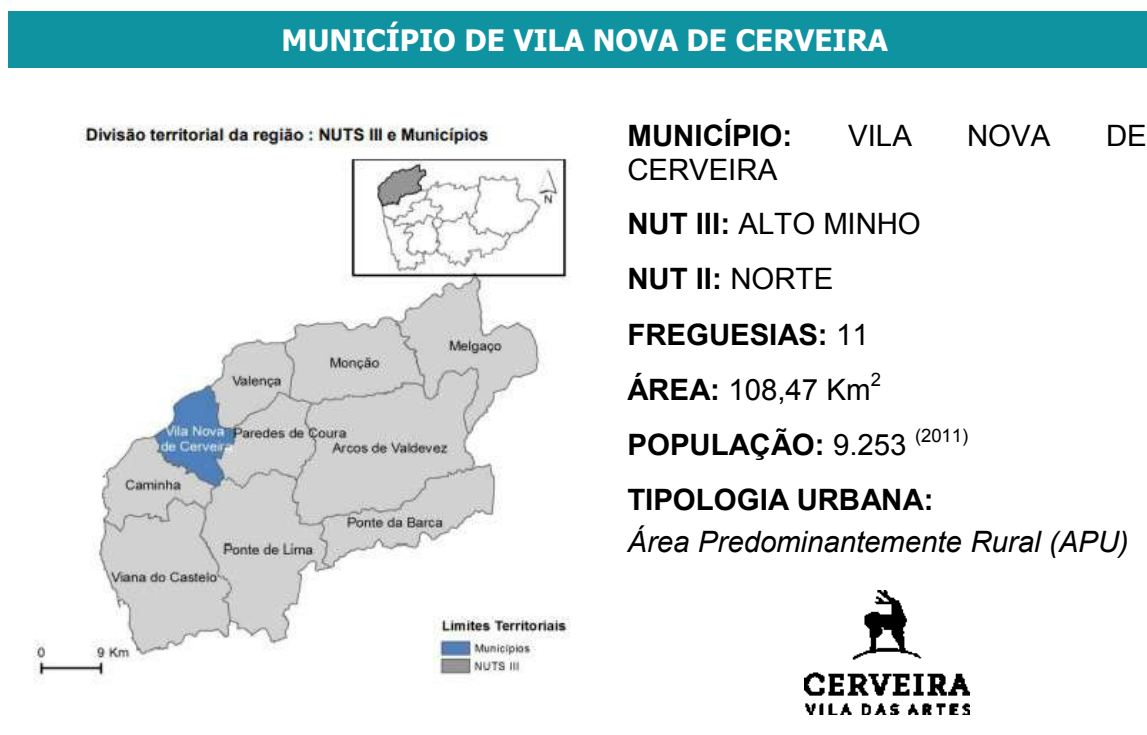 MUNICÍPIO DE VILA NOVA DE CERVEIRA
Divisão territorial da região : NUTS III e Municípios
N
Melgaço
Monção
Valença
Vila Nova
de Cerveira
Paredes de Coura
Arcos de Valdevez
Caminha
Ponte da Barca
Ponte de Lima
Viana do Castelo
Limites Territoriais
Municípios
NUTS III
0 9 Km
MUNICÍPIO: VILA NOVA DE
CERVEIRA
NUT III: ALTO MINHO
NUT II: NORTE
FREGUESIAS: 11
ÁREA: 108,47 Km²
POPULAÇÃO: 9.253 (2011)
TIPOLOGIA URBANA:
Área Predominantemente Rural (APU)
CERVEIRA
VILA DAS ARTES